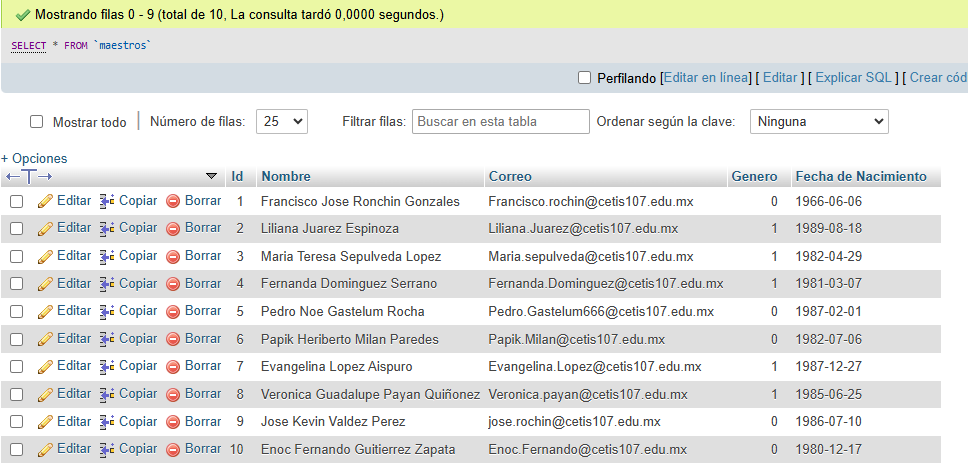 Mostrando filas 0 - 9 (total de 10, La consulta tardó 0,0000 segundos.)
SELECT * FROM `maestros`
Perfilando [Editar en línea] [ Editar ] [ Explicar SQL ] [ Crear cód
Mostrar todo Número de filas: 25 Filtrar filas: Buscar en esta tabla Ordenar según la clave: Ninguna
+ Opciones
Id Nombre Correo Genero Fecha de Nacimiento
Editar Copiar Borrar 1 Francisco Jose Ronchin Gonzales Francisco.rochin@cetis107.edu.mx 0 1966-06-06
Editar Copiar Borrar 2 Liliana Juarez Espinoza Liliana.Juarez@cetis107.edu.mx 1 1989-08-18
Editar Copiar Borrar 3 Maria Teresa Sepulveda Lopez Maria.sepulveda@cetis107.edu.mx 1 1982-04-29
Editar Copiar Borrar 4 Fernanda Dominguez Serrano Fernanda.Dominguez@cetis107.edu.mx 1 1981-03-07
Editar Copiar Borrar 5 Pedro Noe Gastelum Rocha Pedro.Gastelum666@cetis107.edu.mx 0 1987-02-01
Editar Copiar Borrar 6 Papik Heriberto Milan Paredes Papik.Milan@cetis107.edu.mx 0 1982-07-06
Editar Copiar Borrar 7 Evangelina Lopez Aispuro Evangelina.Lopez@cetis107.edu.mx 1 1987-12-27
Editar Copiar Borrar 8 Veronica Guadalupe Payan Quiñonez Veronica.payan@cetis107.edu.mx 1 1985-06-25
Editar Copiar Borrar 9 Jose Kevin Valdez Perez jose.rochin@cetis107.edu.mx 0 1986-07-10
Editar Copiar Borrar 10 Enoc Fernando Guitierrez Zapata Enoc.Fernando@cetis107.edu.mx 0 1980-12-17